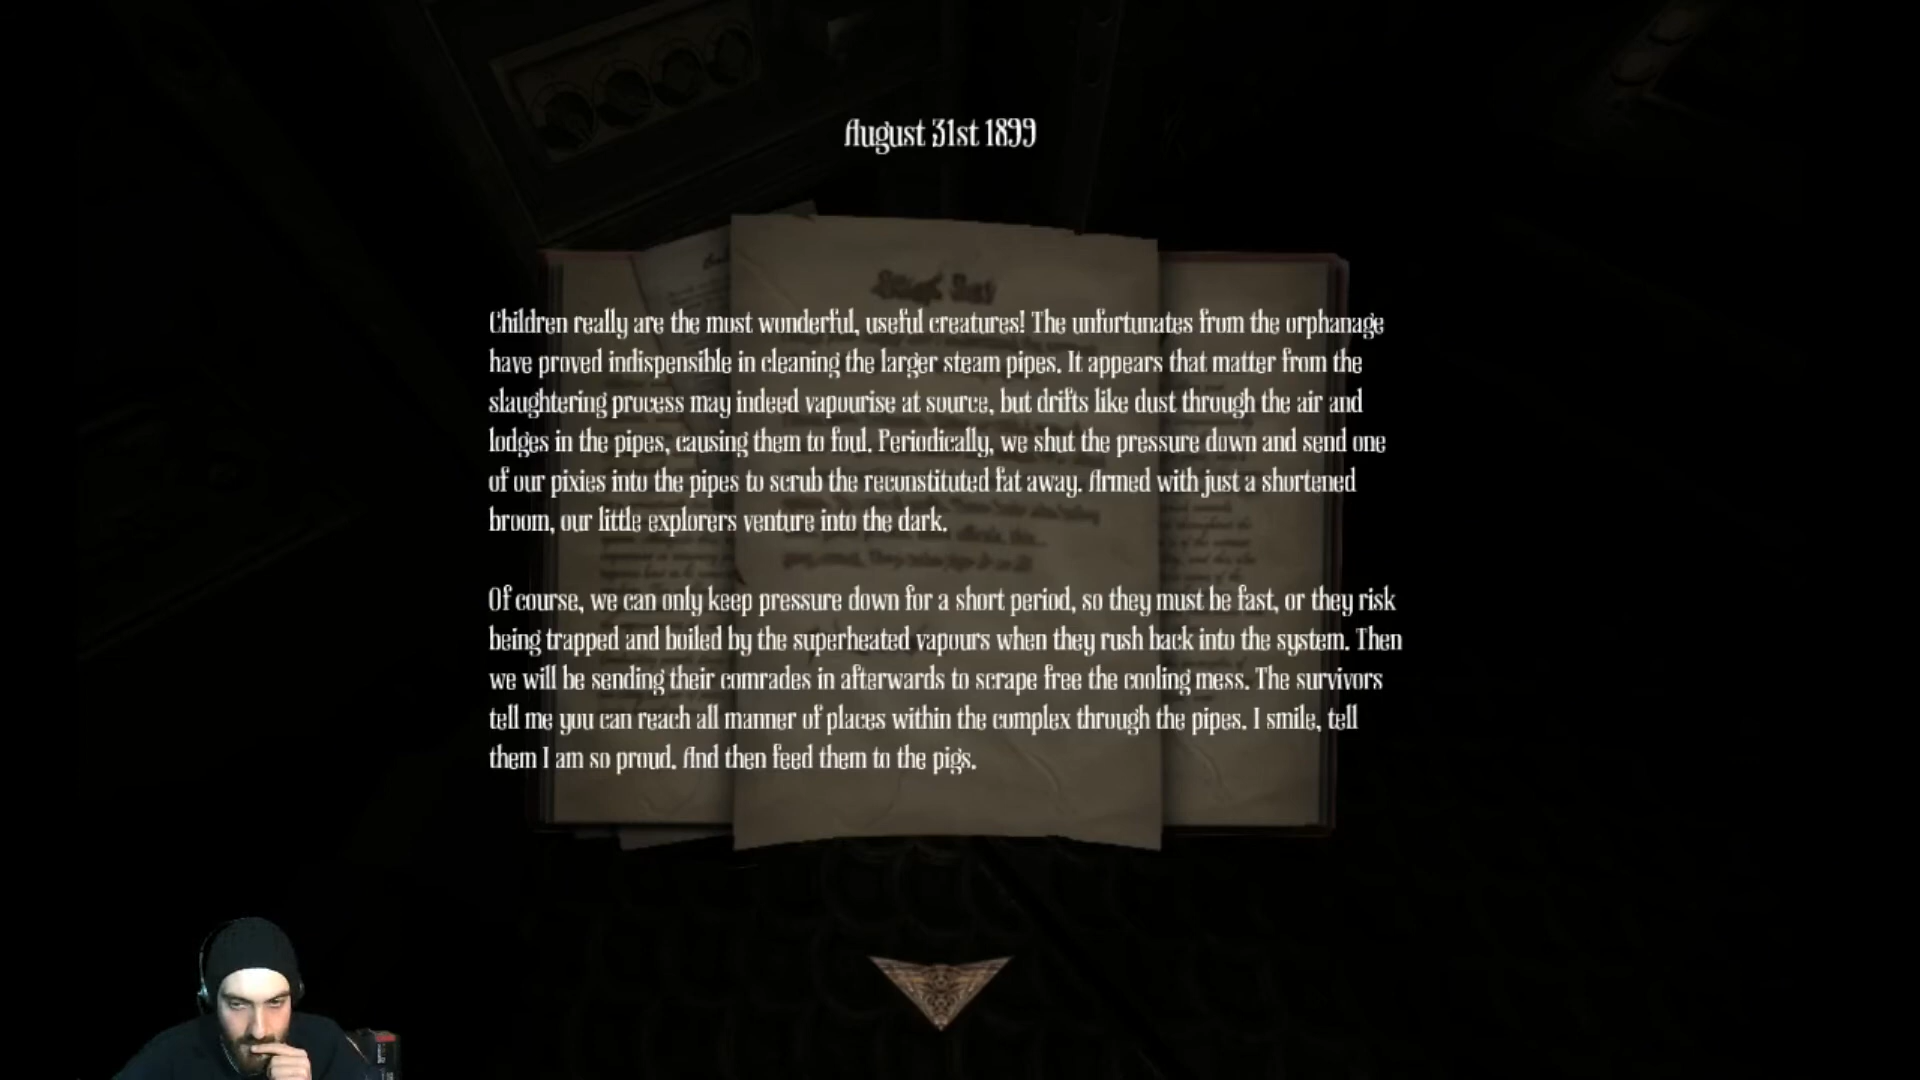 August 31st 1899
Children really are the most wonderful, useful creatures! The unfortunates from the orphanage
have proved indispensible in cleaning the larger steam pipes. It appears that matter from the
slaughtering process may indeed vapourise at source, but drifts like dust through the air and
lodges in the pipes, causing them to foul. Periodically, we shut the pressure down and send one
of our pixies into the pipes to scrub the reconstituted fat away. Armed with just a shortened
broom, our little explorers venture into the dark.
Of course, we can only keep pressure down for a short period, so they must be fast, or they risk
being trapped and boiled by the superheated vapours when they rush back into the system. Then
we will be sending their comrades in afterwards to scrape free the cooling mess. The survivors
tell me you can reach all manner of places within the complex through the pipes. I smile, tell
them I am so proud. And then feed them to the pigs.